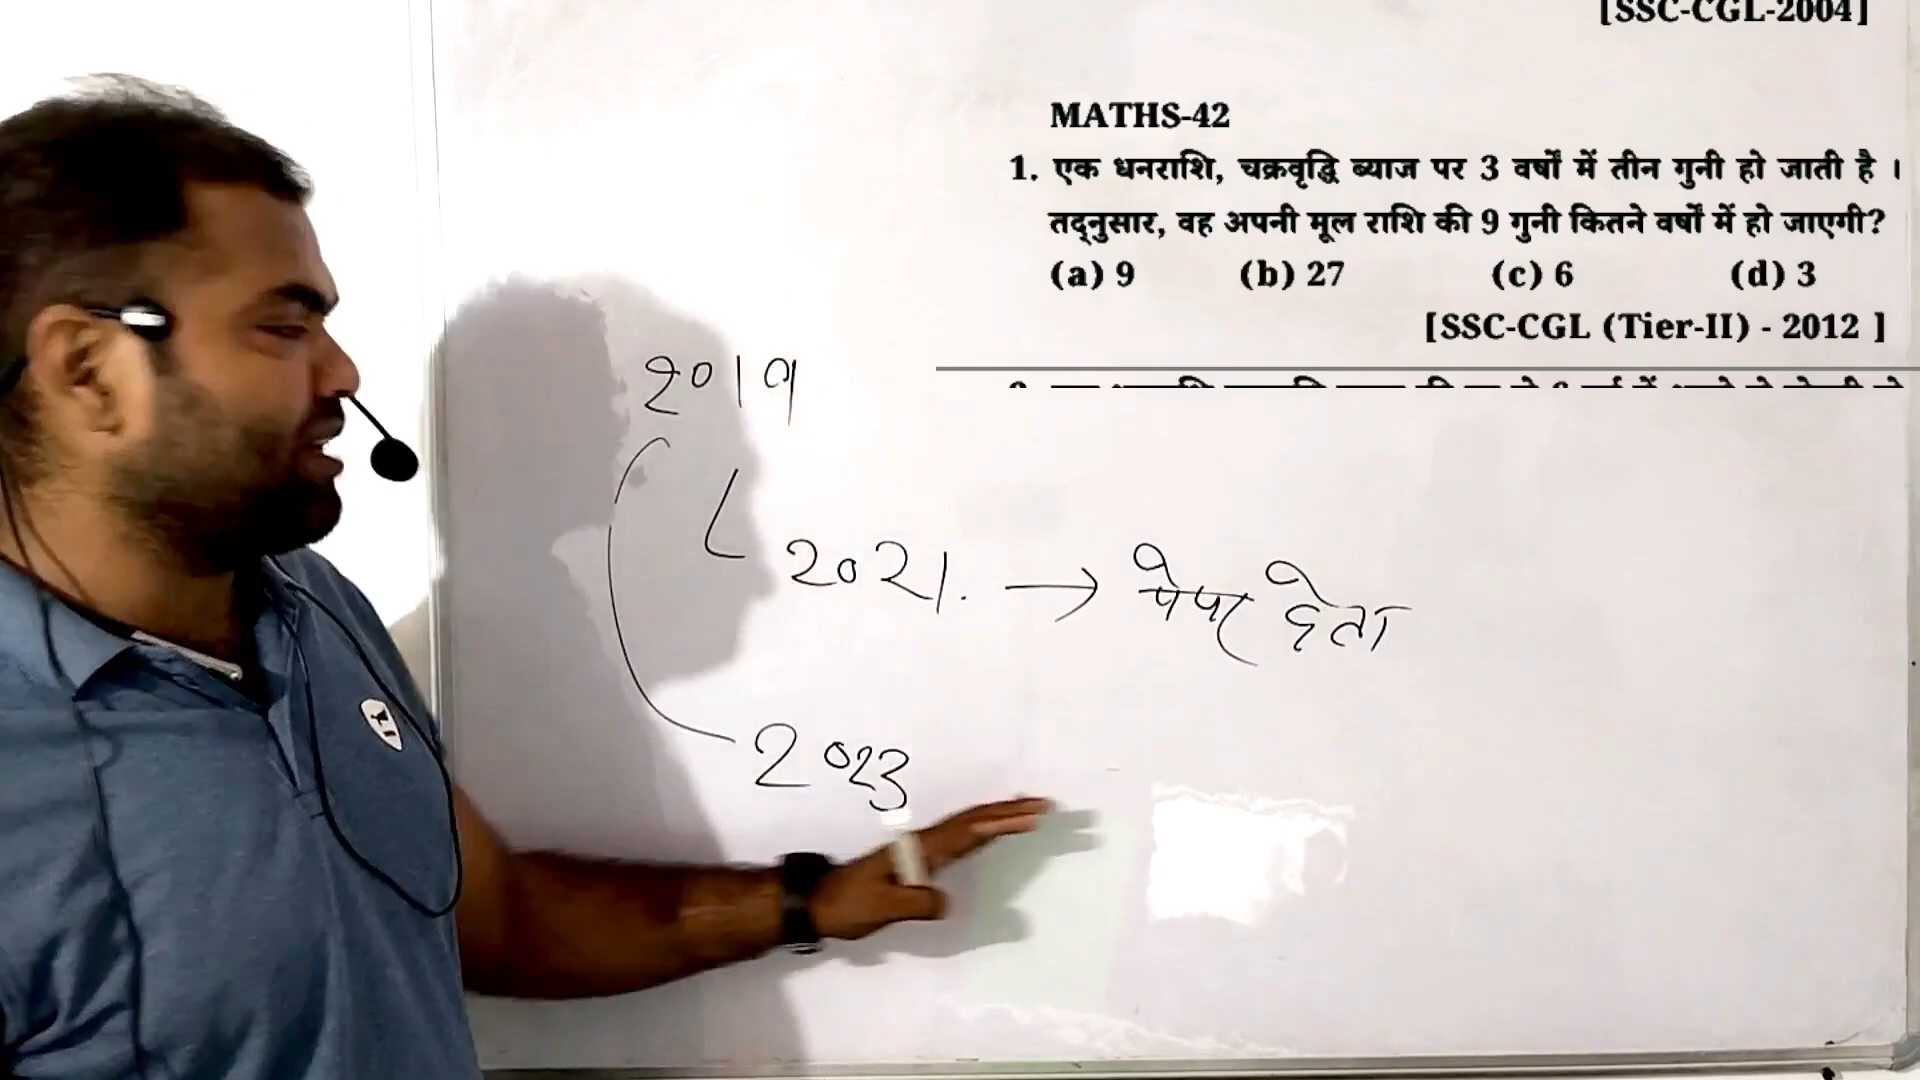 [SSC-CGL-2004]
MATHS-42
1. एक धनराशि, चक्रवृद्धि ब्याज पर 3 वर्षों में तीन गुनी हो जाती है ।
तद्नुसार, वह अपनी मूल राशि की 9 गुनी कितने वर्षों में हो जाएगी?
(a) 9 (b) 27 (c) 6 (d) 3
[SSC-CGL (Tier-II) - 2012 ]
2019
2021. → पेपर देता
2023